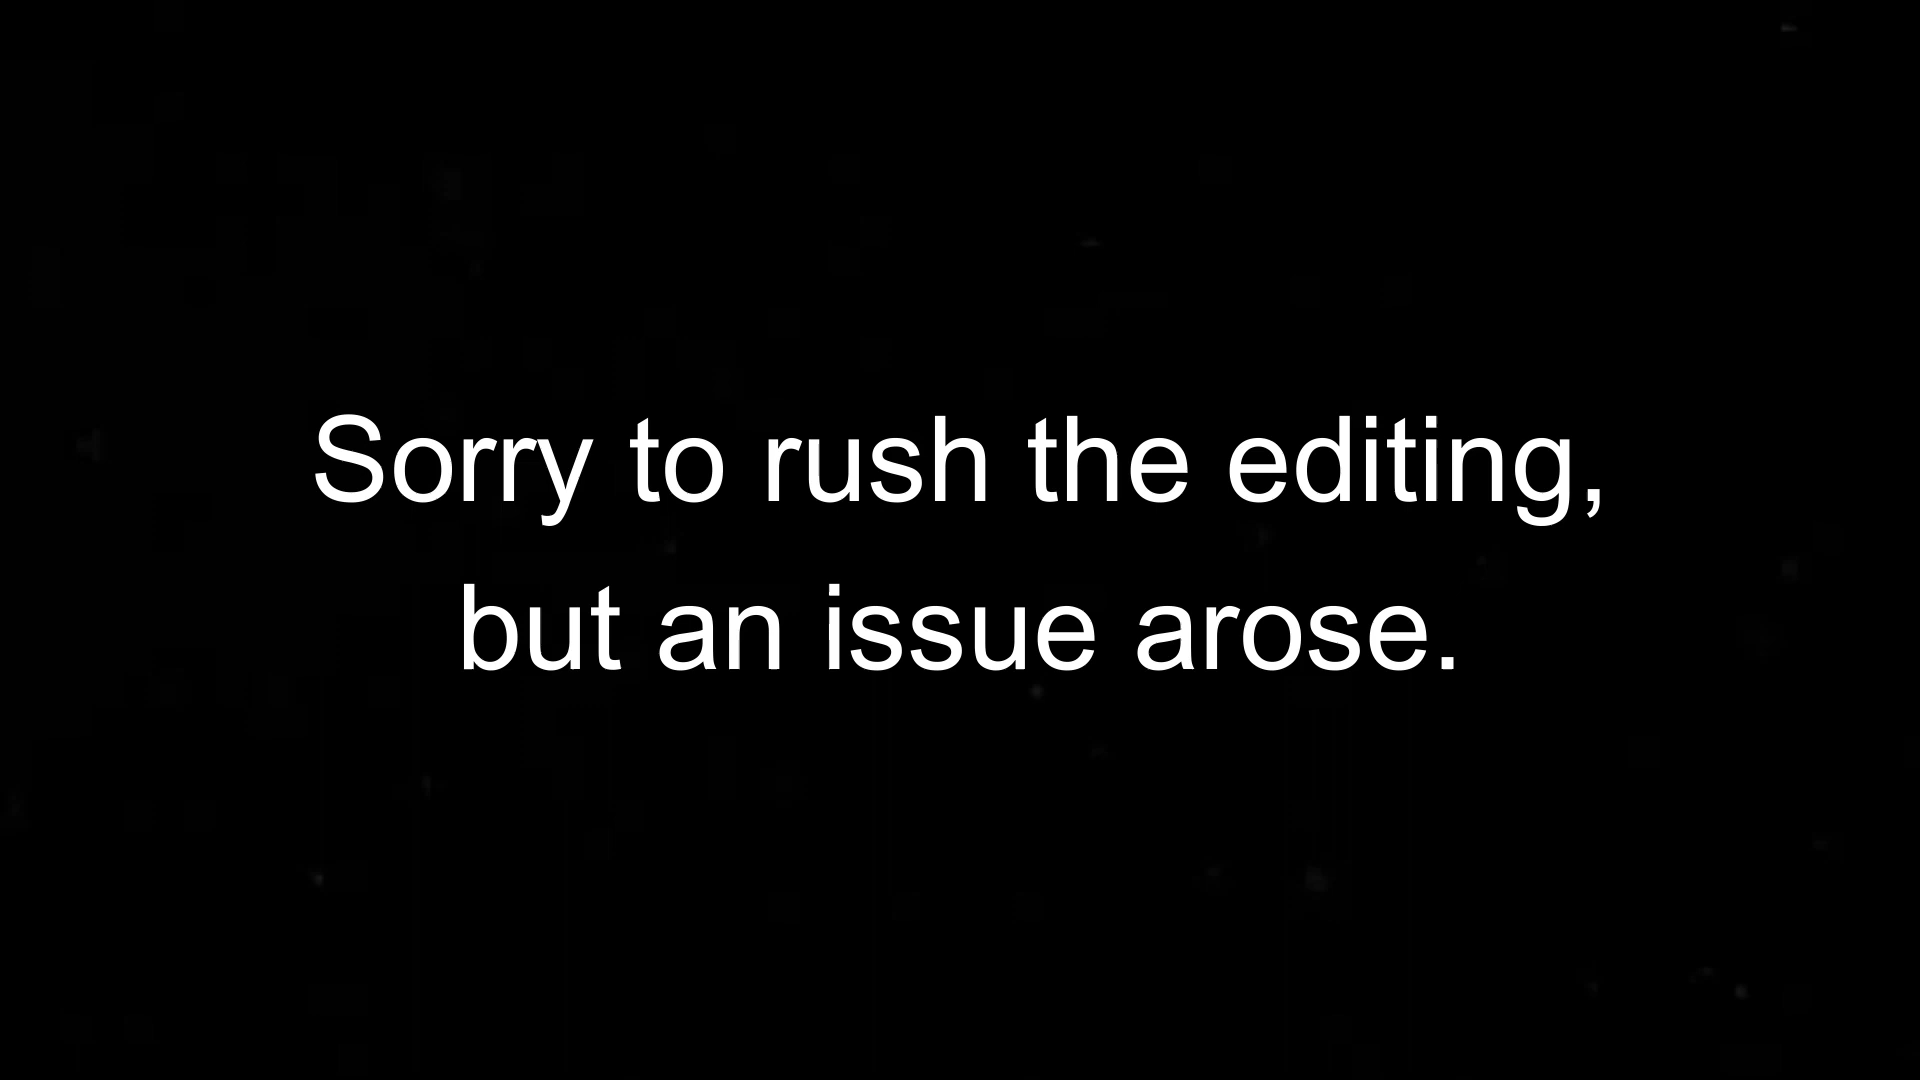 Sorry to rush the editing,
but an issue arose.